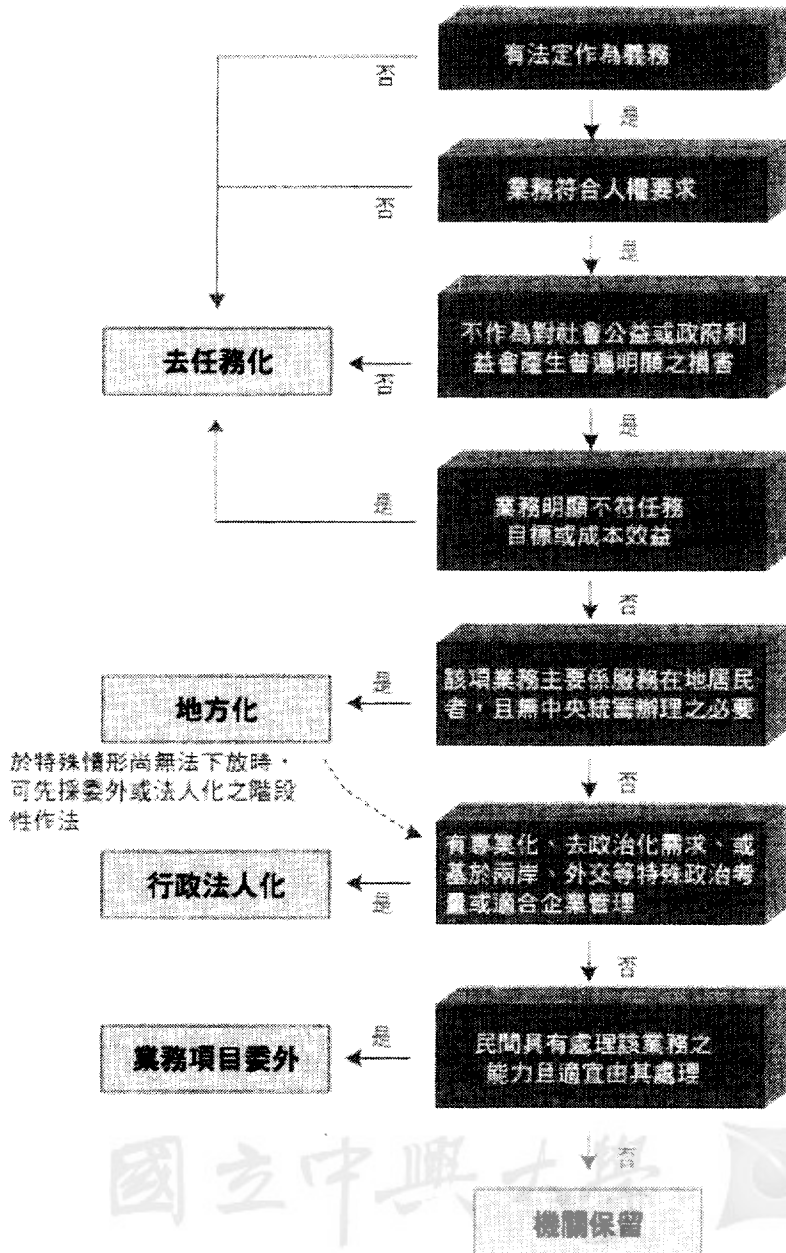 有法定作為義務
否
是
業務符合人權要求
否
是
不作為對社會公益或政府利
益會產生普遍明顯之損害
去任務化
否
是
業務明顯不符任務
目標或成本效益
是
否
該項業務主要係服務在地居民
者，且無中央統籌辦理之必要
是
地方化
於特殊情形尚無法下放時，
可先採委外或法人化之階段
性作法
否
有專業化、去政治化需求、或
基於兩岸、外交等特殊政治考
量或適合企業管理
行政法人化
是
否
民間具有處理該業務之
能力且適宜由其處理
是
業務項目委外
否
國立中興大學
機關保留